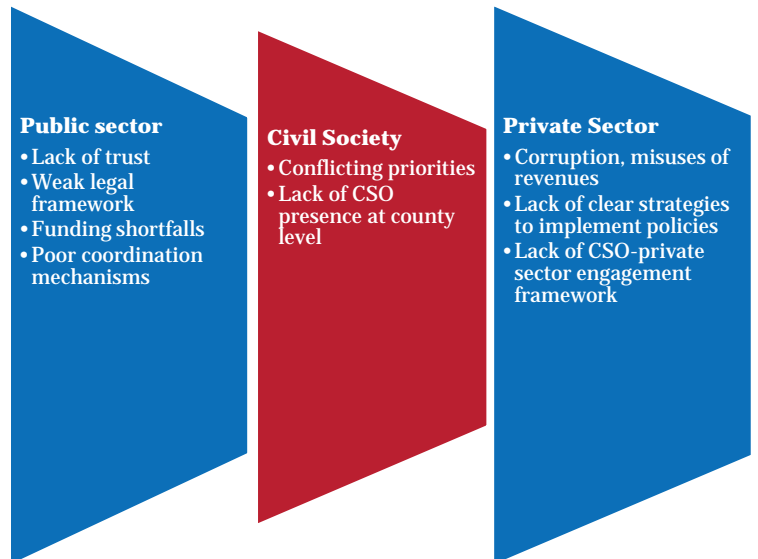 Public sector
• Lack of trust
• Weak legal
framework
• Funding shortfalls
• Poor coordination
mechanisms
Civil Society
• Conflicting priorities
• Lack of CSO
presence at county
level
Private Sector
• Corruption, misuses of
revenues
• Lack of clear strategies
to implement policies
• Lack of CSO-private
sector engagement
framework